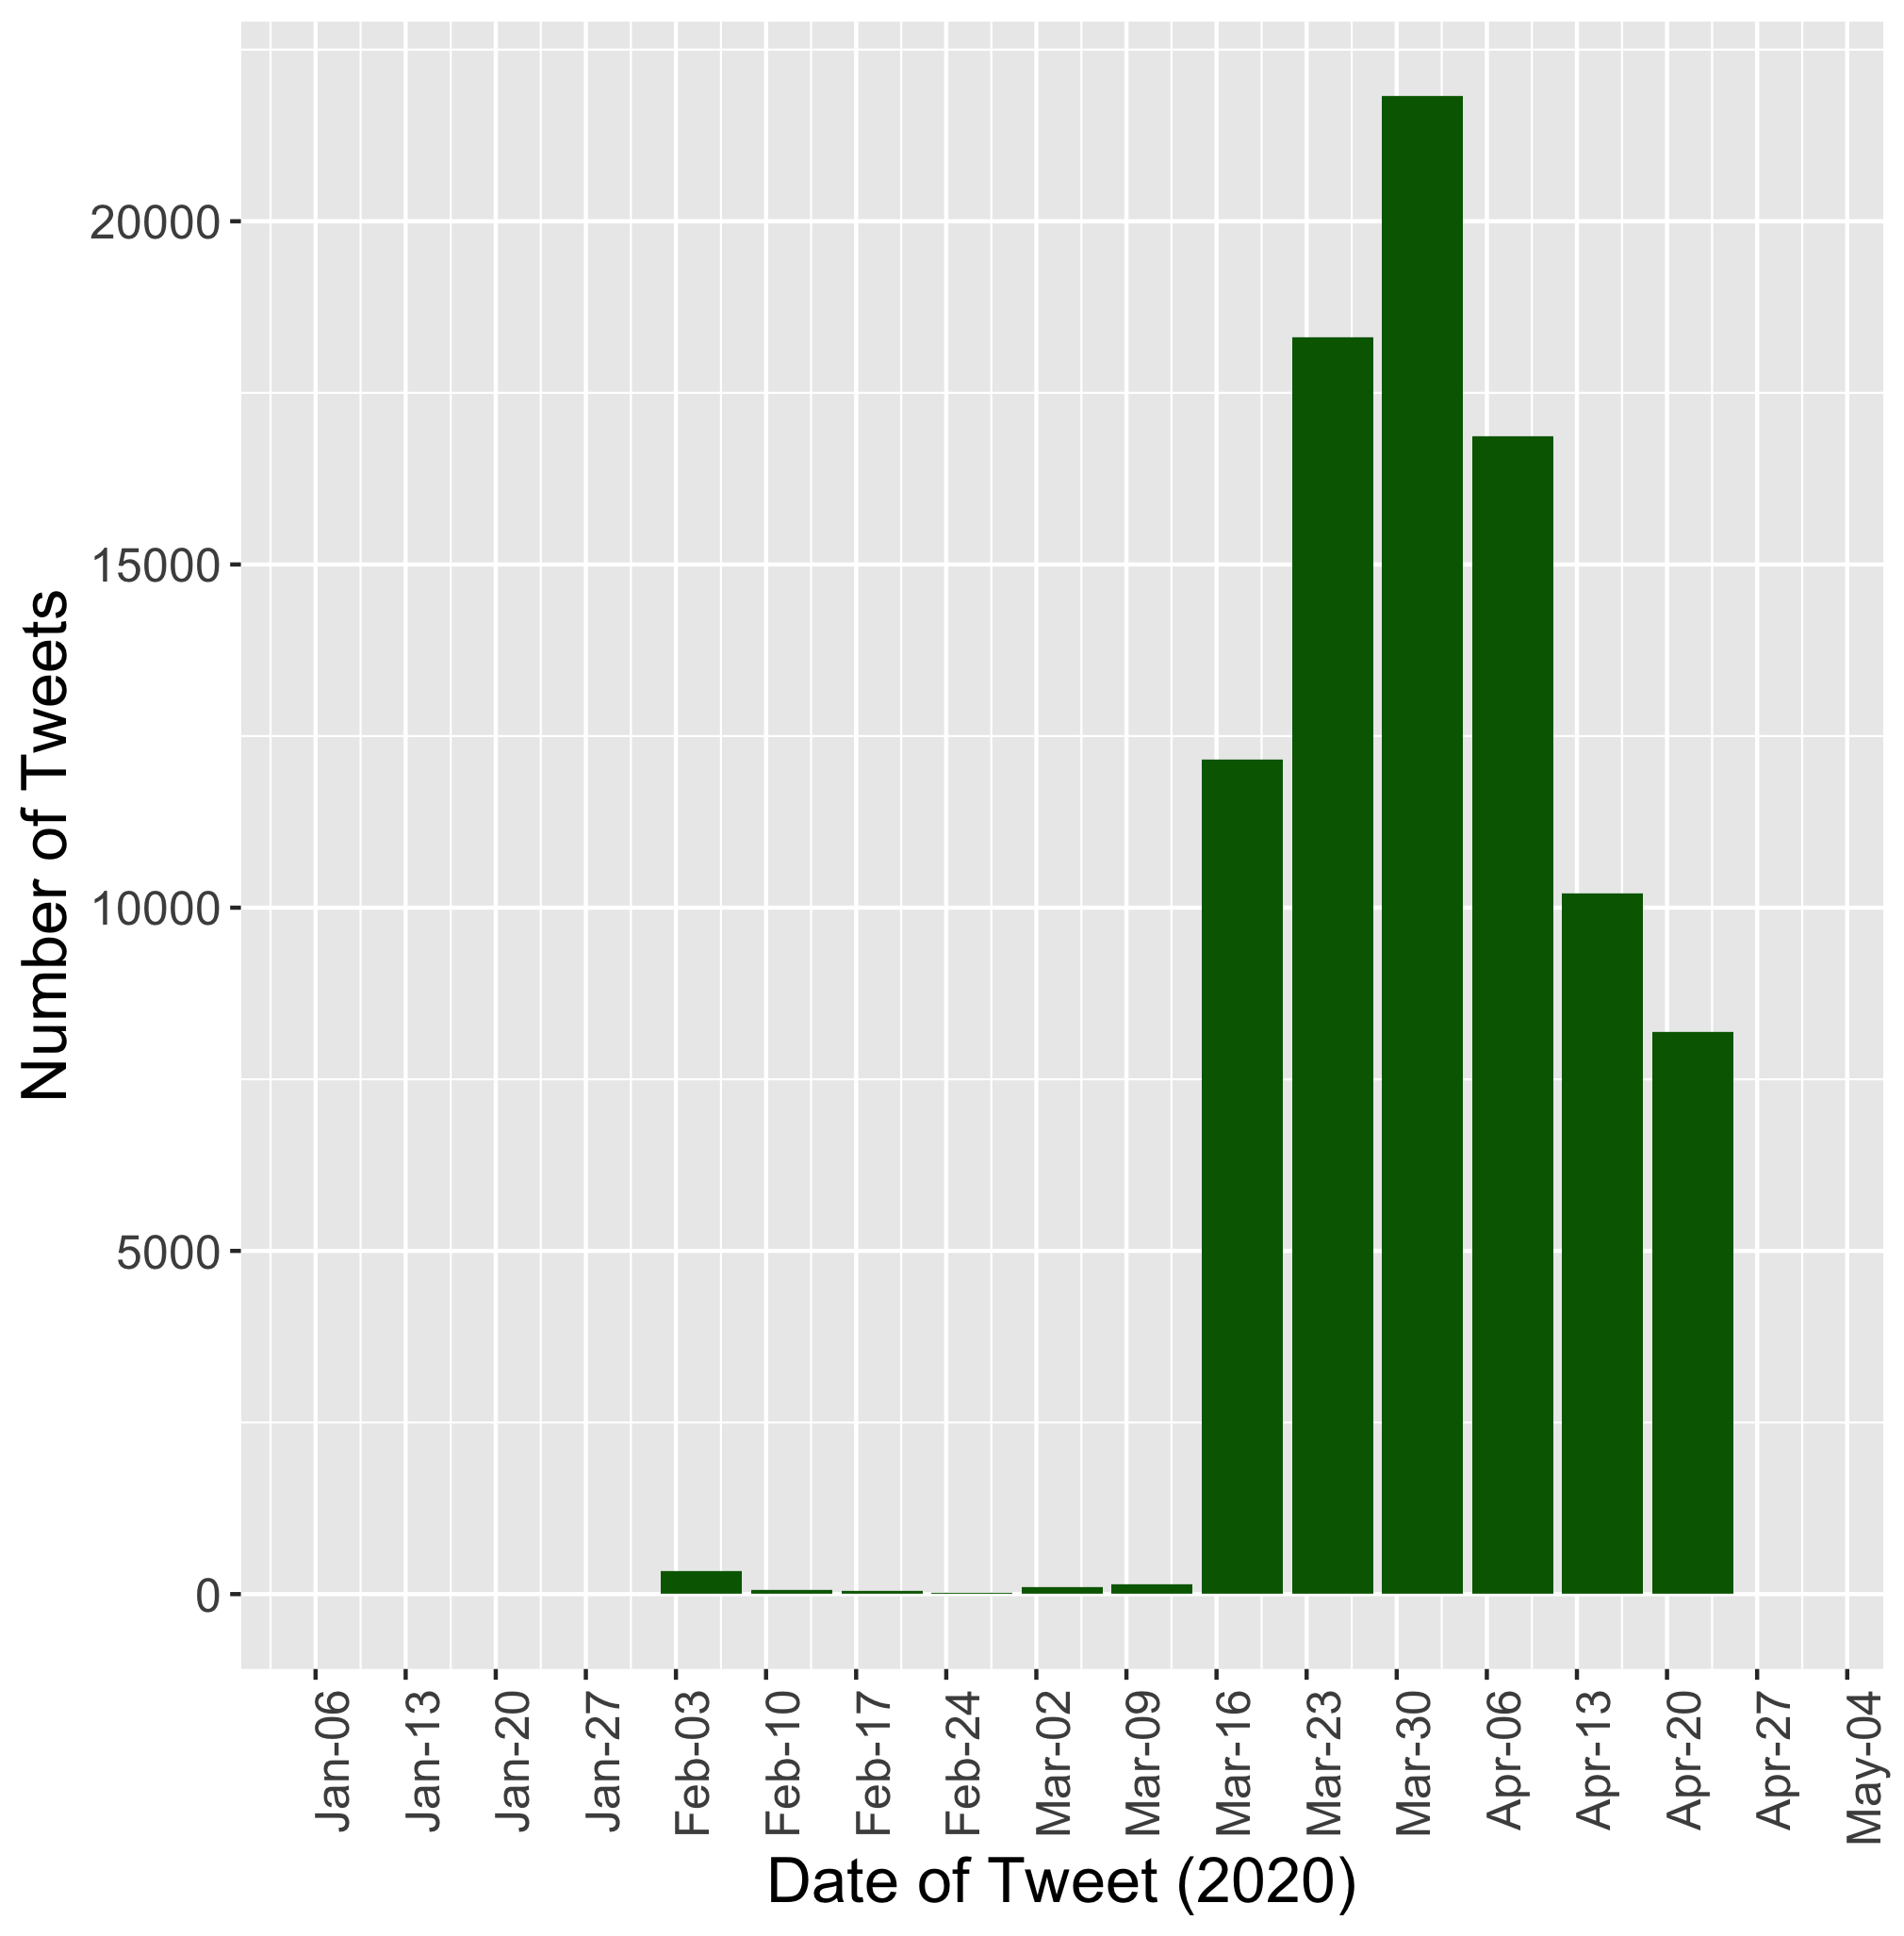 Number of Tweets
20000
15000
10000
5000
0
Jan-06
Jan-13
Jan-20
Jan-27
Feb-03
Feb-10
Feb-17
Feb-24
Mar-02
Mar-09
Mar-16
Mar-23
Mar-30
Apr-06
Apr-13
Apr-20
Apr-27
May-04
Date of Tweet (2020)